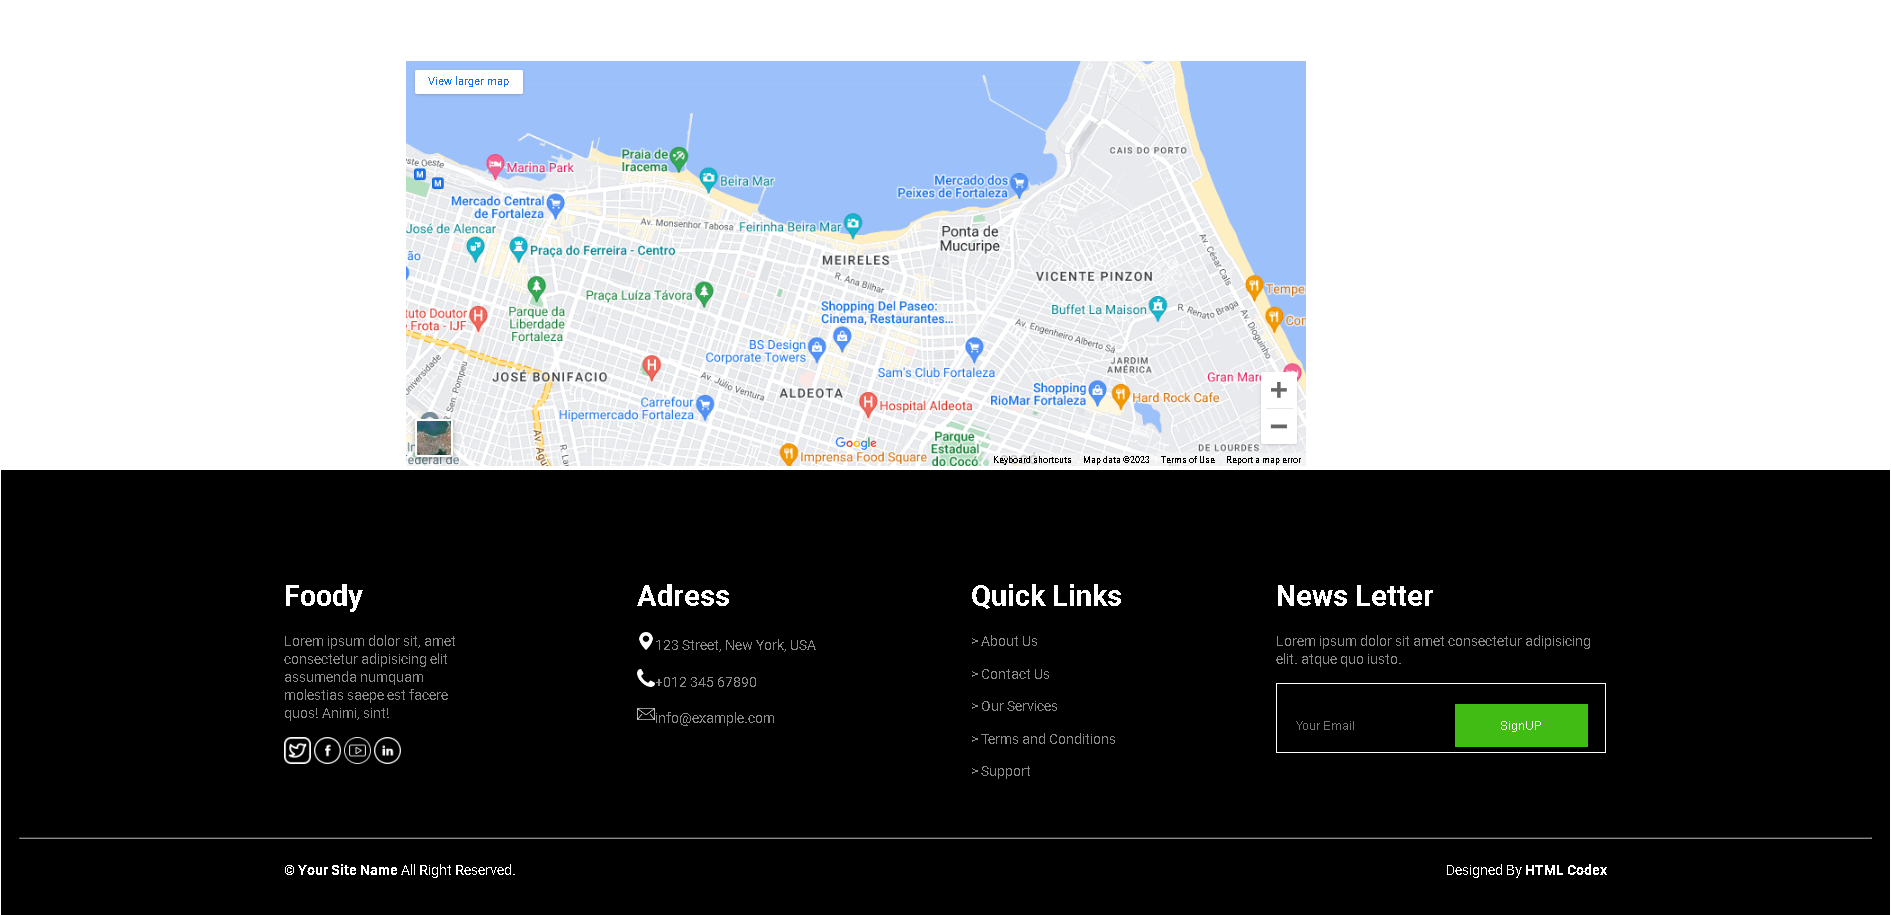 View larger map
CAIS DO PORTO
Praia de
Iracema
Marina Park
Beira Mar
Mercado dos
Peixes de Fortaleza
Mercado Central
de Fortaleza
Av. Monsenhor Tabosa
Feirinha Beira Mar
José de Alencar
Ponta de
Mucuripe
Praça do Ferreira - Centro
MEIRELES
R. Ana Bilhar
VICENTE PINZON
Av. César Cals
Praça Luíza Távora
Parque da
Liberdade
Fortaleza
Shopping Del Paseo:
Cinema, Restaurantes...
Buffet La Maison
R. Renato Braga
Av. Dioguinho
Av. Engenheiro Alberto Sá
BS Design
Corporate Towers
Sam's Club Fortaleza
JARDIM
AMÉRICA
JOSÉ BONIFACIO
Av. Júlio Ventura
ALDEOTA
Shopping
RioMar Fortaleza
Hard Rock Cafe
Carrefour
Hipermercado Fortaleza
Hospital Aldeota
Google
Parque
Estadual
do Cocó
DE LOURDES
Imprensa Food Square
Keyboard shortcuts Map data ©2023 Terms of Use Report a map error
Foody
Lorem ipsum dolor sit, amet
consectetur adipisicing elit
assumenda numquam
molestias saepe est facere
quos! Animi, sint!
Adress
123 Street, New York, USA
+012 345 67890
info@example.com
Quick Links
> About Us
> Contact Us
> Our Services
> Terms and Conditions
> Support
News Letter
Lorem ipsum dolor sit amet consectetur adipisicing
elit. atque quo iusto.
Your Email SignUP
© Your Site Name All Right Reserved.
Designed By HTML Codex